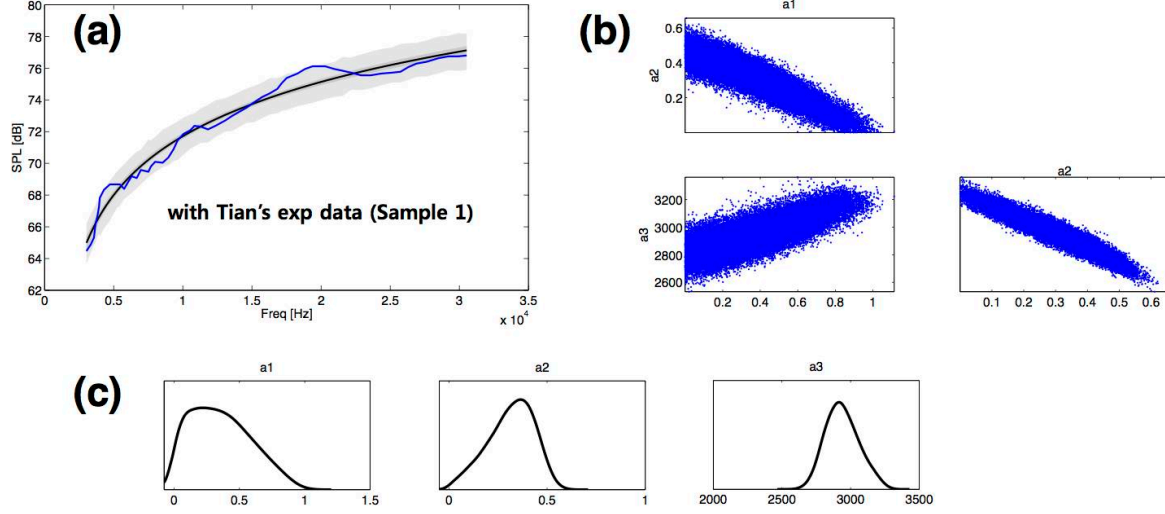 (a)
80
78
76
74
72
70
68
66
64
62
SPL [dB]
with Tian's exp data (Sample 1)
0 0.5 1 1.5 2 2.5 3 3.5
Freq [Hz]
x 10^4
(b)
a1
0.6
0.4
0.2
a2
3200
3000
2800
2600
a3
0.2 0.4 0.6 0.8 1
a2
0.1 0.2 0.3 0.4 0.5 0.6
(c)
a1
0 0.5 1 1.5
a2
0 0.5 1
a3
2000 2500 3000 3500